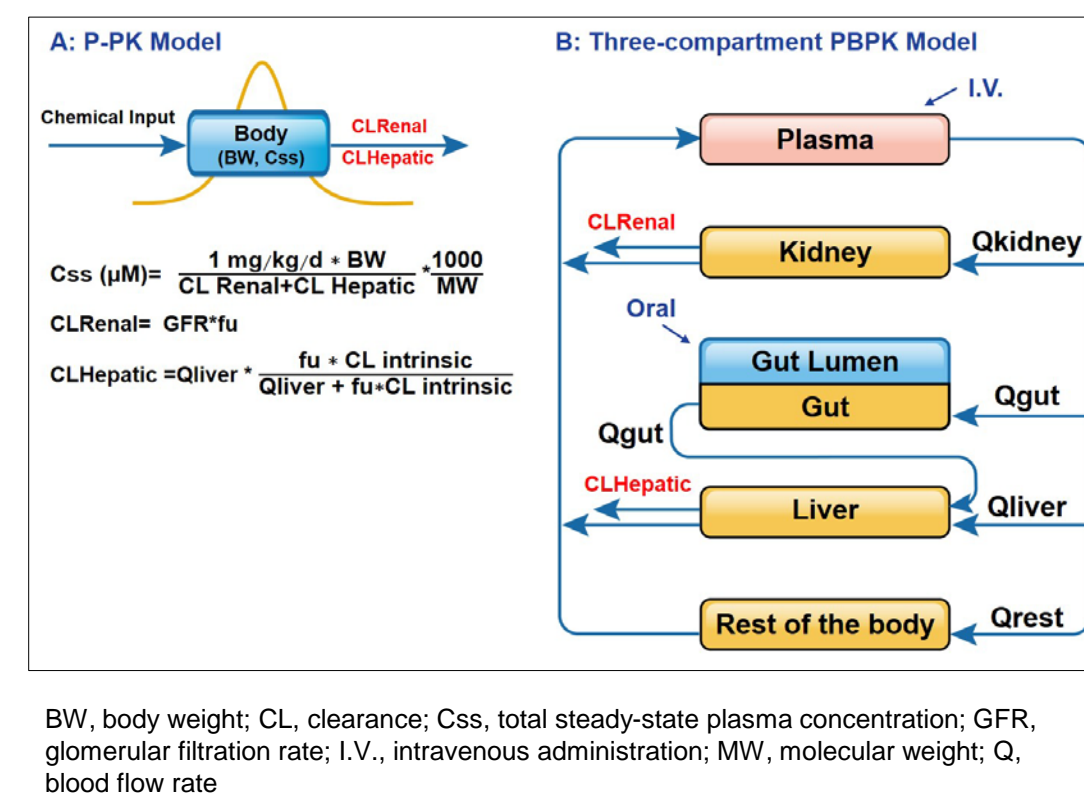 A: P-PK Model
Chemical Input
Body
(BW, Css)
CLRenal
CLHepatic
Css (µM)= 1 mg/kg/d * BW / CL Renal+CL Hepatic * 1000 / MW
CLRenal= GFR*fu
CLHepatic =Qliver * fu * CL intrinsic / Qliver + fu*CL intrinsic
B: Three-compartment PBPK Model
I.V.
Plasma
CLRenal
Kidney
Qkidney
Oral
Gut Lumen
Gut
Qgut
Qgut
CLHepatic
Liver
Qliver
Rest of the body
Qrest
BW, body weight; CL, clearance; Css, total steady-state plasma concentration; GFR,
glomerular filtration rate; I.V., intravenous administration; MW, molecular weight; Q,
blood flow rate